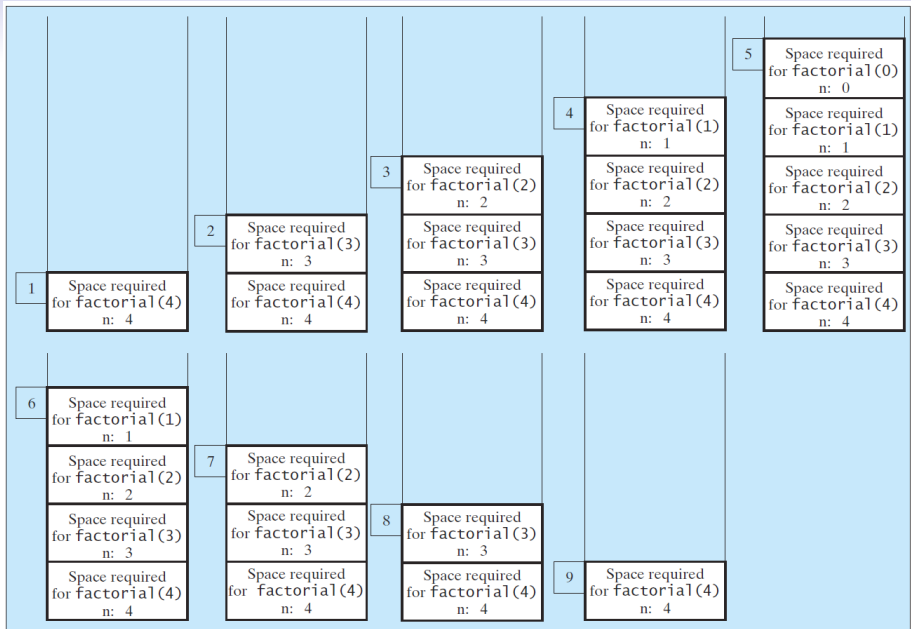 1
Space required
for factorial(4)
n: 4
2
Space required
for factorial(3)
n: 3
Space required
for factorial(4)
n: 4
3
Space required
for factorial(2)
n: 2
Space required
for factorial(3)
n: 3
Space required
for factorial(4)
n: 4
4
Space required
for factorial(1)
n: 1
Space required
for factorial(2)
n: 2
Space required
for factorial(3)
n: 3
Space required
for factorial(4)
n: 4
5
Space required
for factorial(0)
n: 0
Space required
for factorial(1)
n: 1
Space required
for factorial(2)
n: 2
Space required
for factorial(3)
n: 3
Space required
for factorial(4)
n: 4
6
Space required
for factorial(1)
n: 1
Space required
for factorial(2)
n: 2
Space required
for factorial(3)
n: 3
Space required
for factorial(4)
n: 4
7
Space required
for factorial(2)
n: 2
Space required
for factorial(3)
n: 3
Space required
for factorial(4)
n: 4
8
Space required
for factorial(3)
n: 3
Space required
for factorial(4)
n: 4
9
Space required
for factorial(4)
n: 4